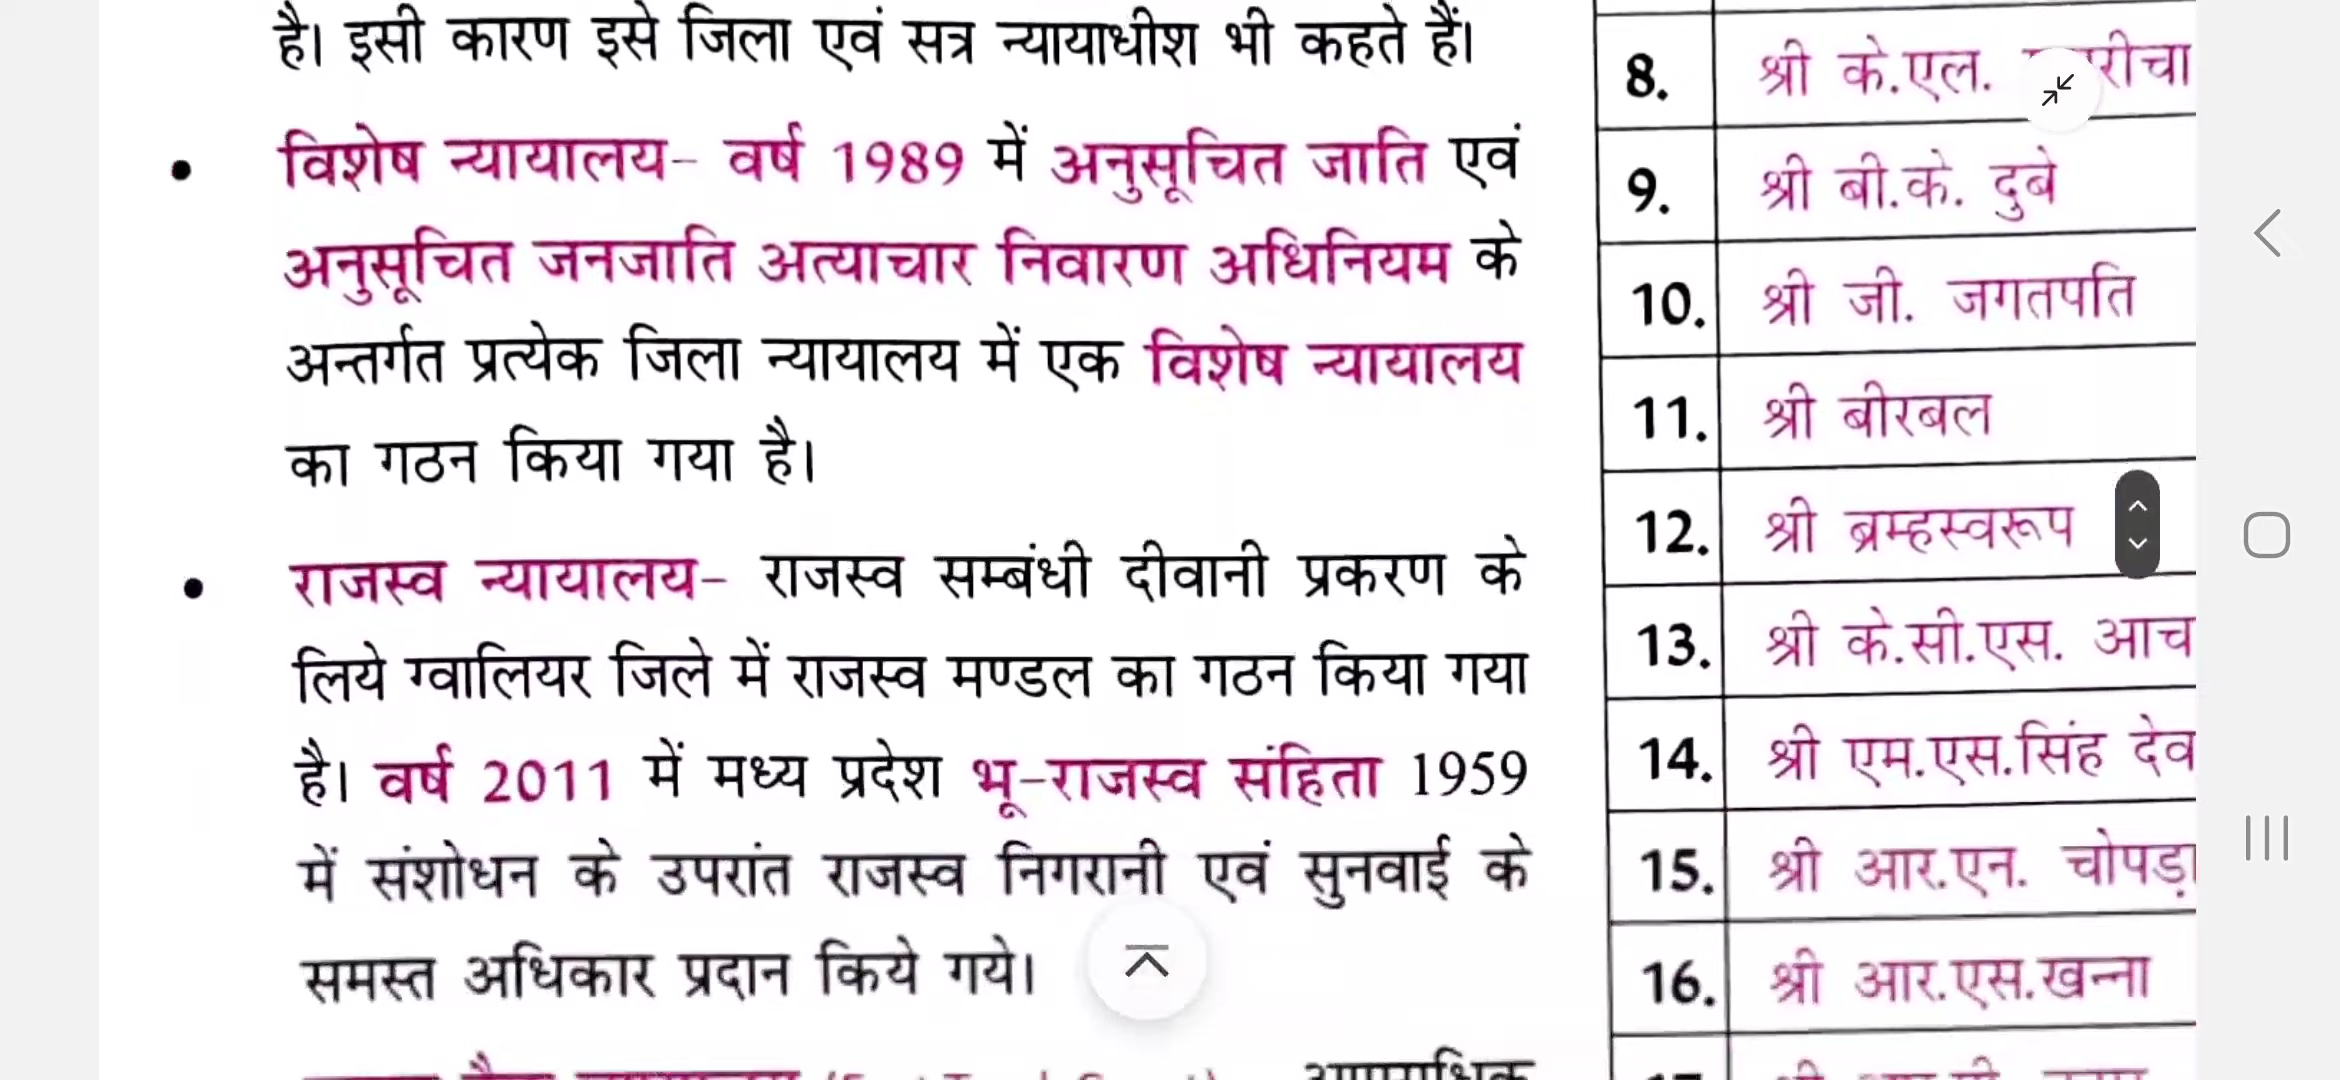 है। इसी कारण इसे जिला एवं सत्र न्यायाधीश भी कहते हैं।
• विशेष न्यायालय- वर्ष 1989 में अनुसूचित जाति एवं
अनुसूचित जनजाति अत्याचार निवारण अधिनियम के
अन्तर्गत प्रत्येक जिला न्यायालय में एक विशेष न्यायालय
का गठन किया गया है।
• राजस्व न्यायालय- राजस्व सम्बंधी दीवानी प्रकरण के
लिये ग्वालियर जिले में राजस्व मण्डल का गठन किया गया
है। वर्ष 2011 में मध्य प्रदेश भू-राजस्व संहिता 1959
में संशोधन के उपरांत राजस्व निगरानी एवं सुनवाई के
समस्त अधिकार प्रदान किये गये।
8. श्री के.एल.
9. श्री बी.के. दुबे
10. श्री जी. जगतपति
11. श्री बीरबल
12. श्री ब्रम्हस्वरूप
13. श्री के.सी.एस. आच
14. श्री एम.एस.सिंह देव
15. श्री आर.एन. चोपड़ा
16. श्री आर.एस.खन्ना